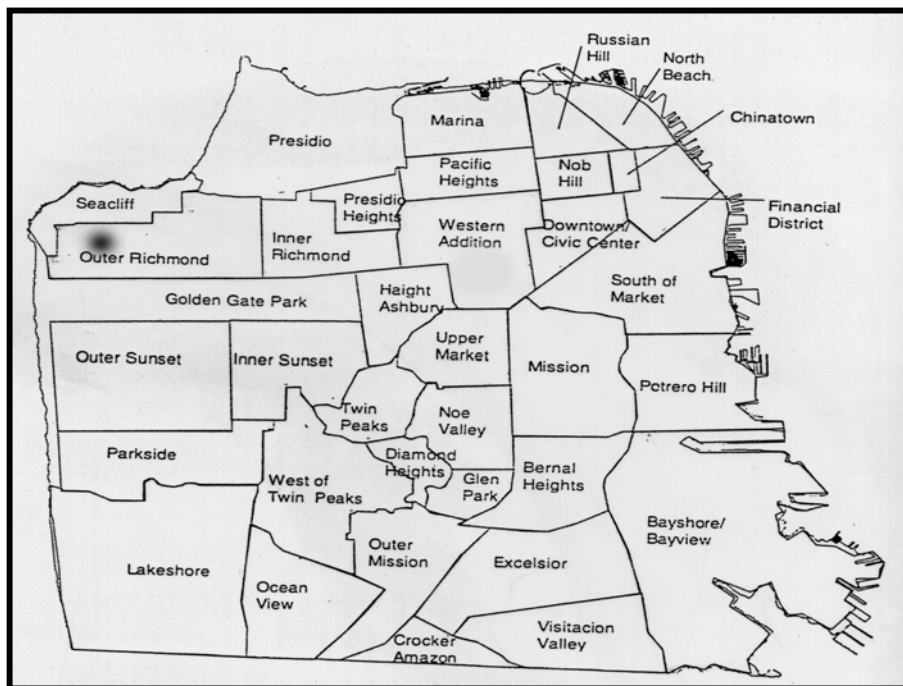 Russian
Hill
North
Beach
Chinatown
Marina
Presidio
Pacific
Heights
Nob
Hill
Presidio
Heights
Seacliff
Financial
District
Western
Addition
Downtown/
Civic Center
Inner
Richmond
Outer Richmond
South of
Market
Golden Gate Park
Haight
Ashbury
Upper
Market
Outer Sunset
Inner Sunset
Mission
Potrero Hill
Twin
Peaks
Noe
Valley
Parkside
Diamond
Heights
Glen
Park
Bernal
Heights
West of
Twin Peaks
Bayshore/
Bayview
Outer
Mission
Excelsior
Lakeshore
Ocean
View
Visitacion
Valley
Crocker
Amazon